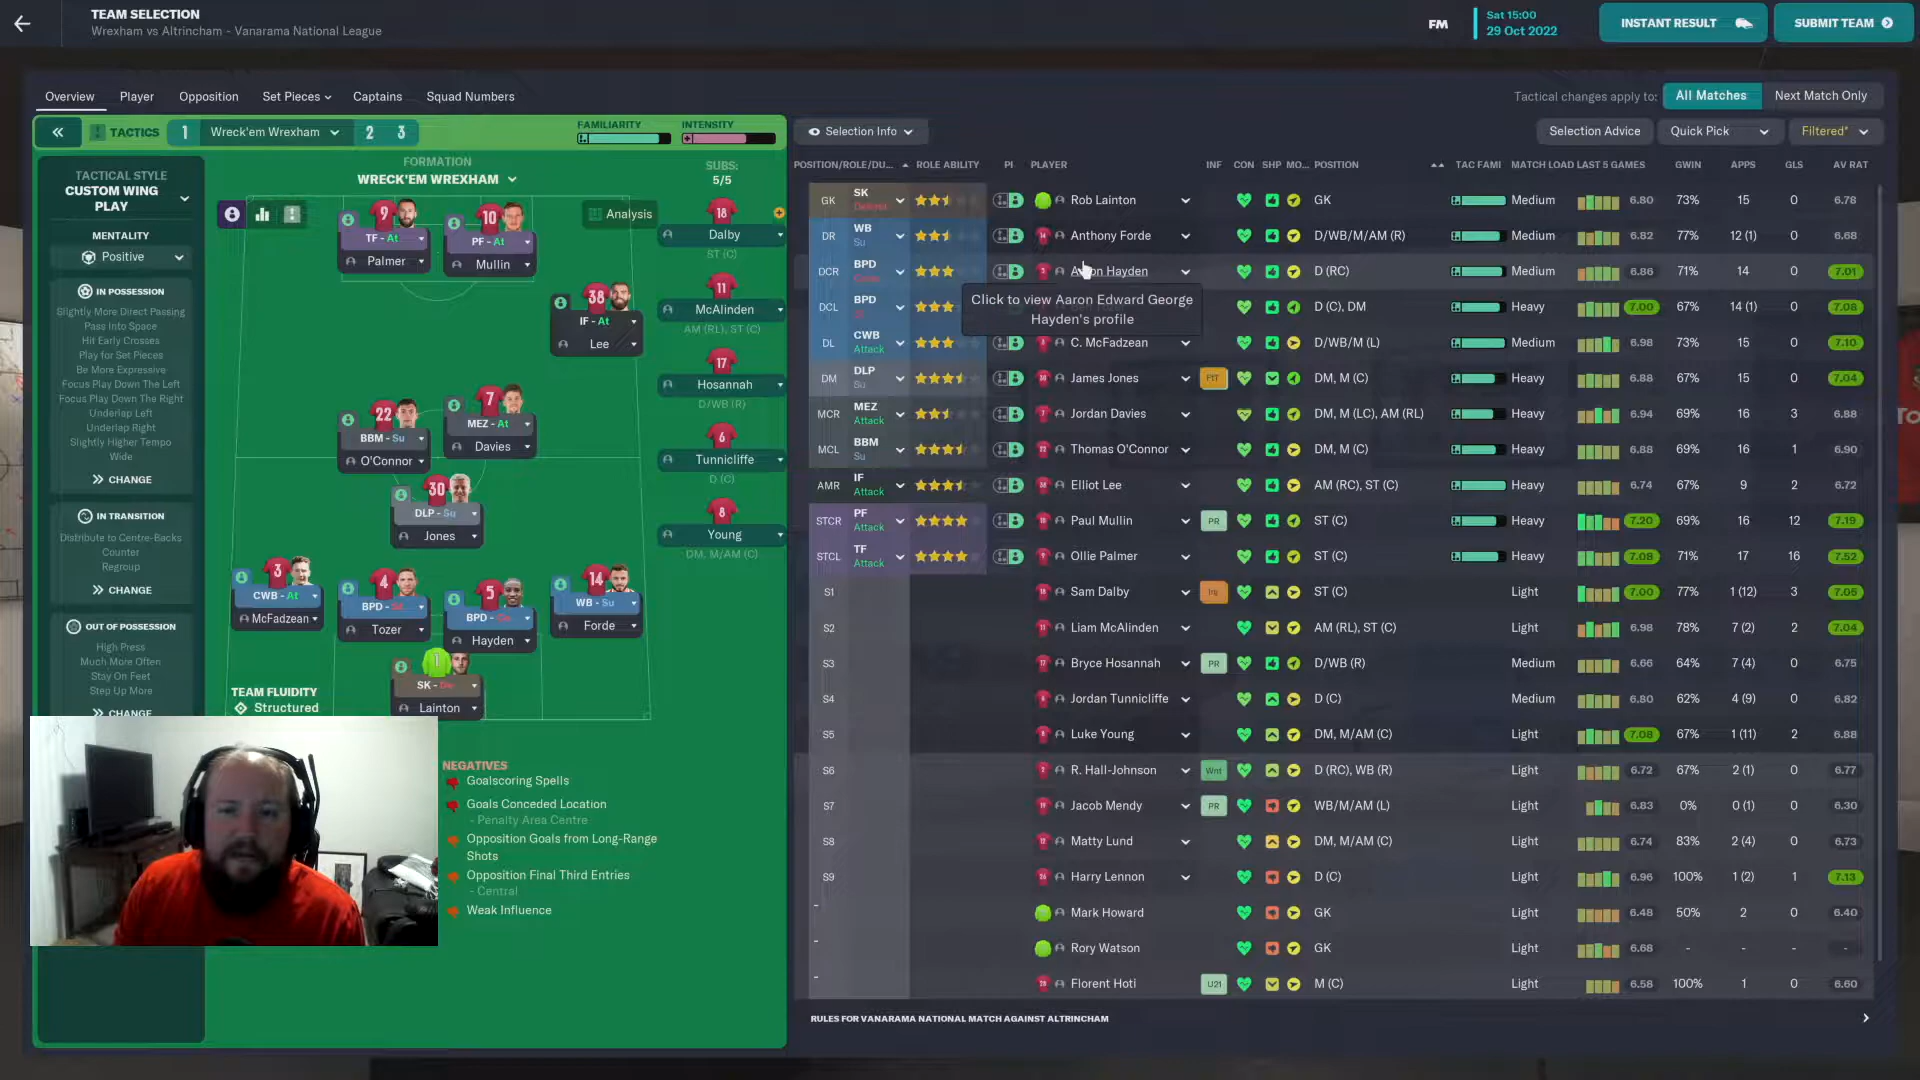 TEAM SELECTION
Wrexham vs Altrincham - Vanarama National League
FM
Sat 15:00
29 Oct 2022
INSTANT RESULT
SUBMIT TEAM
Overview Player Opposition Set Pieces Captains Squad Numbers
Tactical changes apply to: All Matches Next Match Only
TACTICS 1 Wreck'em Wrexham 2 3
FAMILIARITY
INTENSITY
Selection Info
Selection Advice Quick Pick Filtered*
TACTICAL STYLE
CUSTOM WING
PLAY
MENTALITY
Positive
IN POSSESSION
Slightly More Direct Passing
Pass Into Space
Hit Early Crosses
Play for Set Pieces
Be More Expressive
Focus Play Down The Left
Focus Play Down The Right
Underlap Left
Underlap Right
Slightly Higher Tempo
Wide
CHANGE
IN TRANSITION
Distribute to Centre-Backs
Counter
Regroup
CHANGE
OUT OF POSSESSION
High Press
Much More Often
Stay On Feet
Step Up More
CHANGE
FORMATION
WRECK'EM WREXHAM
Analysis
9
TF - At
Palmer
10
PF - At
Mullin
38
IF - At
Lee
22
BBM - Su
O'Connor
7
MEZ - At
Davies
30
DLP - Su
Jones
3
CWB - At
McFadzean
4
BPD -
Tozer
5
BPD -
Hayden
14
WB - Su
Forde
1
SK - De
Lainton
TEAM FLUIDITY
Structured
SUBS:
5/5
18
Dalby
ST (C)
11
McAlinden
AM (RL), ST (C)
17
Hosannah
D/WB (R)
6
Tunnicliffe
D (C)
8
Young
DM, M/AM (C)
NEGATIVES
Goalscoring Spells
Goals Conceded Location
- Penalty Area Centre
Opposition Goals from Long-Range
Shots
Opposition Final Third Entries
- Central
Weak Influence
POSITION/ROLE/DU... ROLE ABILITY PI PLAYER INF CON SHP MO... POSITION TAC FAMI MATCH LOAD LAST 5 GAMES GWIN APPS GLS AV RAT
GK SK Defend Rob Lainton GK Medium 6.80 73% 15 0 6.78
DR WB Su Anthony Forde D/WB/M/AM (R) Medium 6.82 77% 12 (1) 0 6.68
DCR BPD Hayden D (RC) Medium 6.86 71% 14 0 7.01
Click to view Aaron Edward George
Hayden's profile
DCL BPD D (C), DM Heavy 7.00 67% 14 (1) 0 7.08
DL CWB Attack C. McFadzean D/WB/M (L) Medium 6.98 73% 15 0 7.10
DM DLP Su James Jones DM, M (C) Heavy 6.88 67% 15 0 7.04
MCR MEZ Attack Jordan Davies DM, M (LC), AM (RL) Heavy 6.94 69% 16 3 6.88
MCL BBM Su Thomas O'Connor DM, M (C) Heavy 6.88 69% 16 1 6.90
AMR IF Attack Elliot Lee AM (RC), ST (C) Heavy 6.74 67% 9 2 6.72
STCR PF Attack Paul Mullin PR ST (C) Heavy 7.20 69% 16 12 7.19
STCL TF Attack Ollie Palmer ST (C) Heavy 7.08 71% 17 16 7.52
S1 Sam Dalby ST (C) Light 7.00 77% 1 (12) 3 7.05
S2 Liam McAlinden AM (RL), ST (C) Light 6.98 78% 7 (2) 2 7.04
S3 Bryce Hosannah PR D/WB (R) Medium 6.66 64% 7 (4) 0 6.75
S4 Jordan Tunnicliffe D (C) Medium 6.80 62% 4 (9) 0 6.82
S5 Luke Young DM, M/AM (C) Light 7.08 67% 1 (11) 2 6.88
S6 R. Hall-Johnson Wnt D (RC), WB (R) Light 6.72 67% 2 (1) 0 6.77
S7 Jacob Mendy PR WB/M/AM (L) Light 6.83 0% 0 (1) 0 6.30
S8 Matty Lund DM, M/AM (C) Light 6.74 83% 2 (4) 0 6.73
S9 Harry Lennon D (C) Light 6.96 100% 1 (2) 1 7.13
- Mark Howard GK Light 6.48 50% 2 0 6.40
- Rory Watson GK Light 6.68 - - - -
- Florent Hoti U21 M (C) Light 6.58 100% 1 0 6.60
RULES FOR VANARAMA NATIONAL MATCH AGAINST ALTRINCHAM